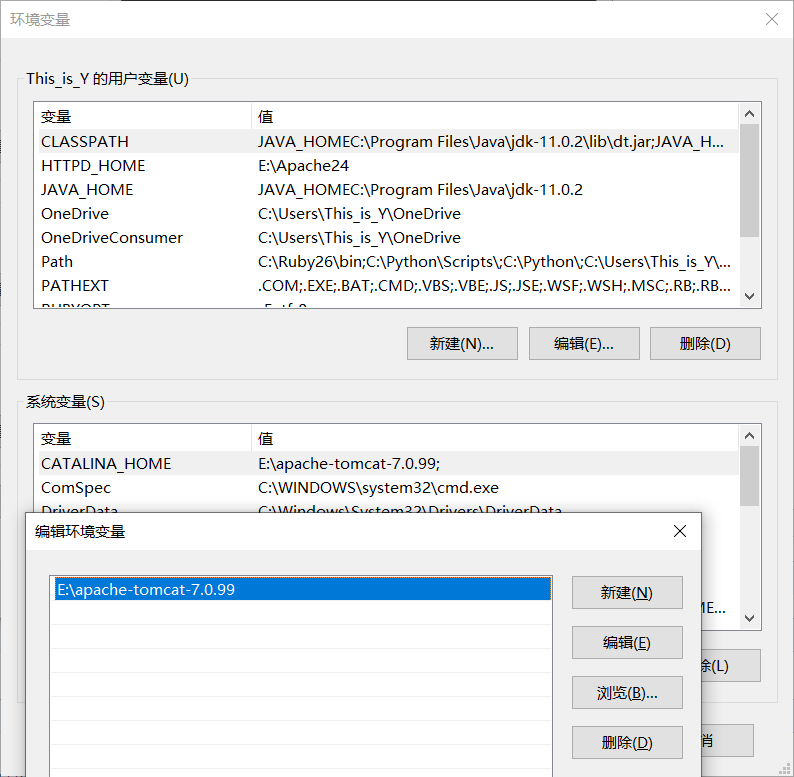 环境变量
This_is_Y 的用户变量(U)
变量 值
CLASSPATH JAVA_HOMEC:\Program Files\Java\jdk-11.0.2\lib\dt.jar;JAVA_H...
HTTPD_HOME E:\Apache24
JAVA_HOME JAVA_HOMEC:\Program Files\Java\jdk-11.0.2
OneDrive C:\Users\This_is_Y\OneDrive
OneDriveConsumer C:\Users\This_is_Y\OneDrive
Path C:\Ruby26\bin;C:\Python\Scripts\;C:\Python\;C:\Users\This_is_Y\...
PATHEXT .COM;.EXE;.BAT;.CMD;.VBS;.VBE;.JS;.JSE;.WSF;.WSH;.MSC;.RB;.RB...
新建(N)... 编辑(E)... 删除(D)
系统变量(S)
变量 值
CATALINA_HOME E:\apache-tomcat-7.0.99;
ComSpec C:\WINDOWS\system32\cmd.exe
DriverData C:\Windows\System32\Drivers\DriverData
编辑环境变量
E:\apache-tomcat-7.0.99
新建(N)
ME...
编辑(E)
除(L)
浏览(B)...
删除(D)
消